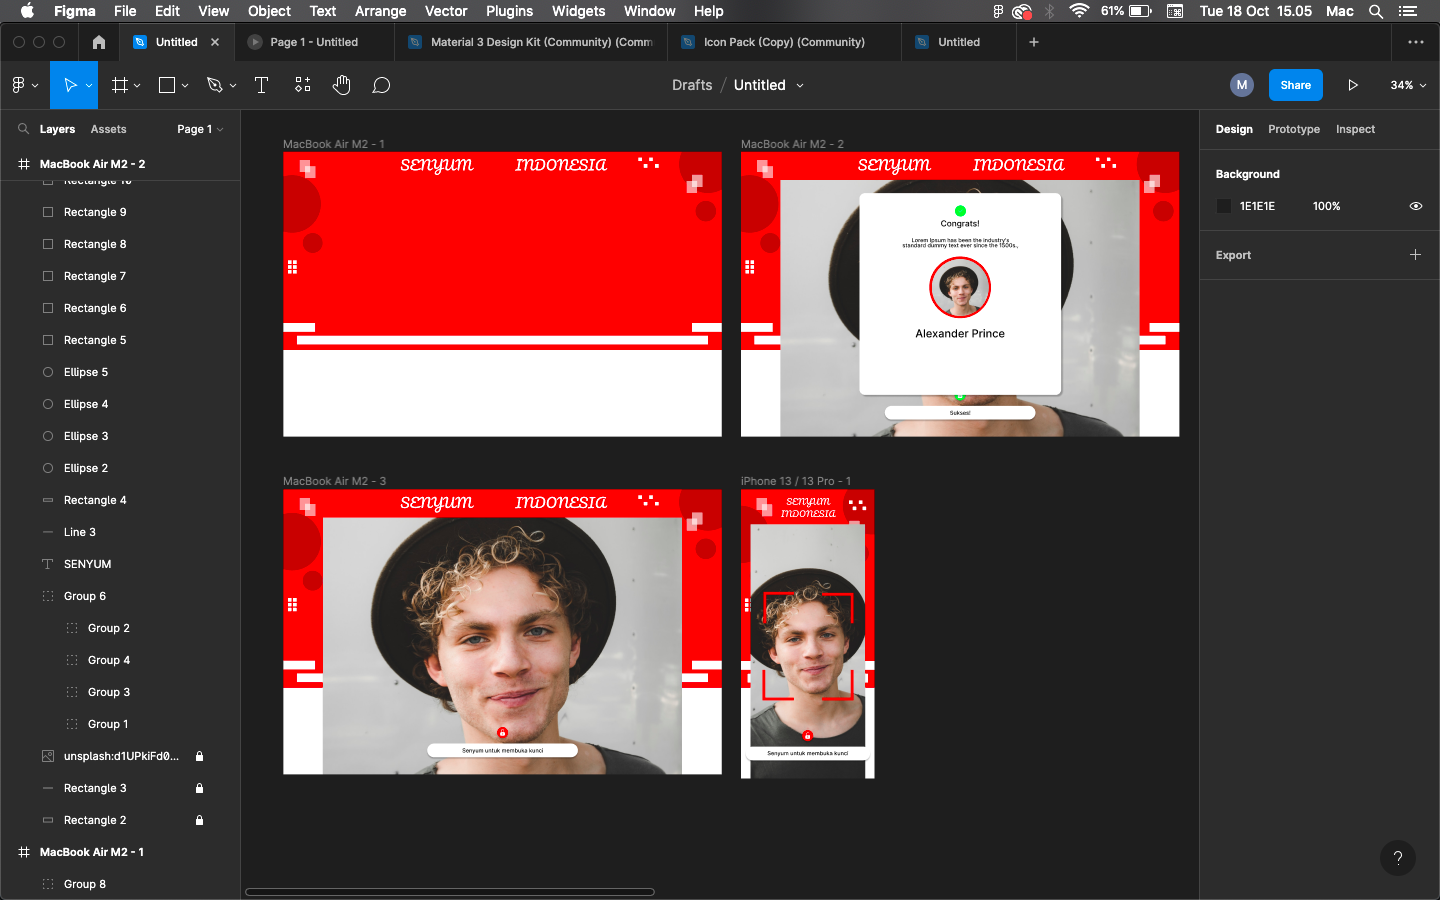 Figma File Edit View Object Text Arrange Vector Plugins Widgets Window Help 61% Tue 18 Oct 15.05 Mac
Untitled Page 1 - Untitled Material 3 Design Kit (Community) (Comm Icon Pack (Copy) (Community) Untitled
Drafts / Untitled M Share 34%
Layers Assets Page 1
MacBook Air M2 - 2
Rectangle 10
Rectangle 9
Rectangle 8
Rectangle 7
Rectangle 6
Rectangle 5
Ellipse 5
Ellipse 4
Ellipse 3
Ellipse 2
Rectangle 4
Line 3
SENYUM
Group 6
Group 2
Group 4
Group 3
Group 1
unsplash:d1UPkiFd0...
Rectangle 3
Rectangle 2
MacBook Air M2 - 1
Group 8
MacBook Air M2 - 1
SENYUM INDONESIA
MacBook Air M2 - 2
SENYUM INDONESIA
Congrats!
Lorem Ipsum has been the industry's
standard dummy text ever since the 1500s,
Alexander Prince
Sukses!
MacBook Air M2 - 3
SENYUM INDONESIA
Senyum untuk membuka kunci
iPhone 13 / 13 Pro - 1
SENYUM
INDONESIA
Senyum untuk membuka kunci
Design Prototype Inspect
Background
1E1E1E 100%
Export
?